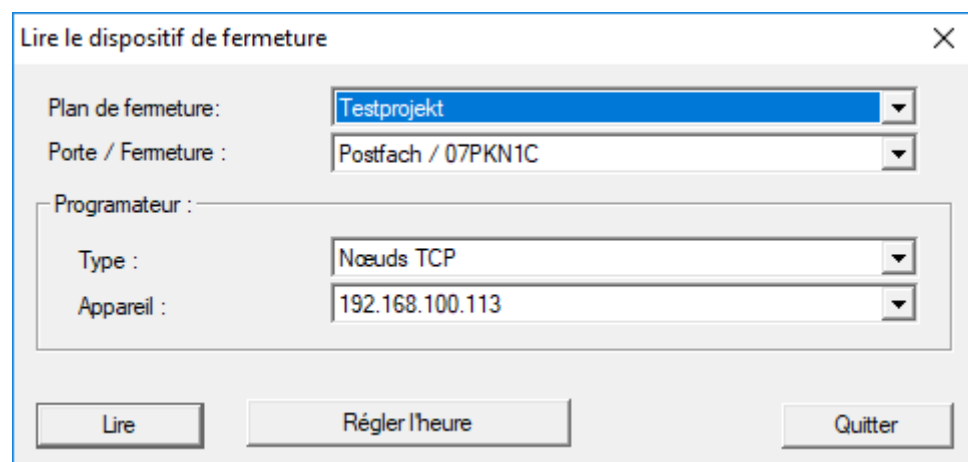 Lire le dispositif de fermeture
Plan de fermeture: Testprojekt
Porte / Fermeture : Postfach / 07PKN1C
Programateur :
Type : Nœuds TCP
Appareil : 192.168.100.113
Lire Régler l'heure Quitter